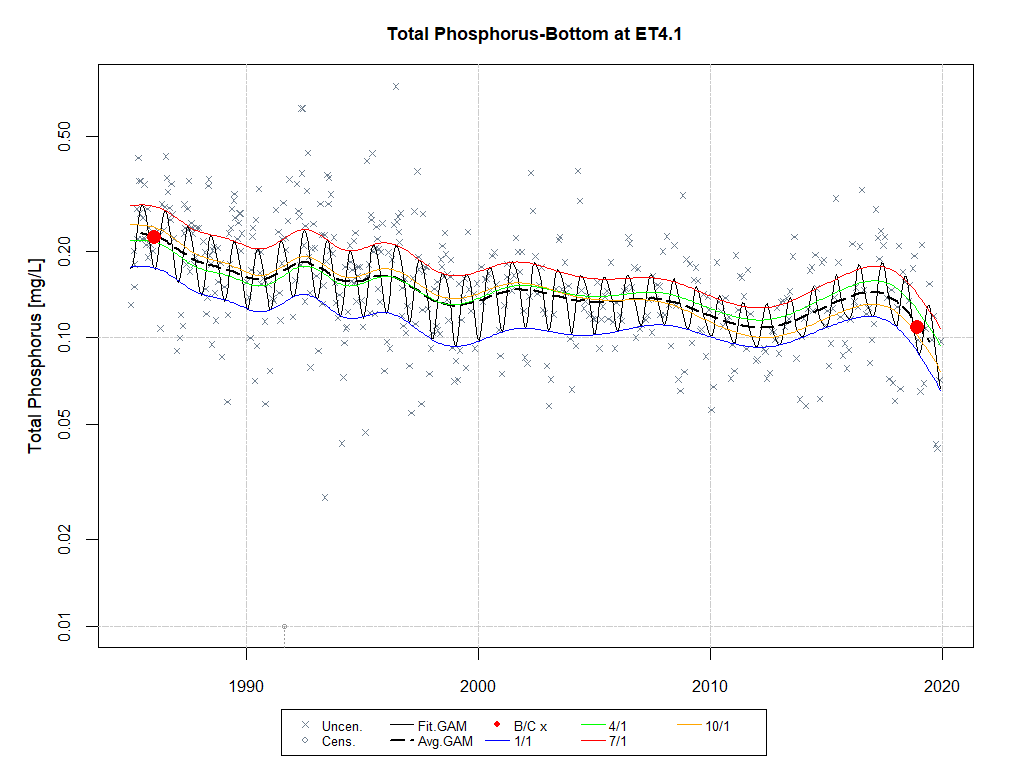 Total Phosphorus-Bottom at ET4.1
Total Phosphorus [mg/L]
0.50
0.20
0.10
0.05
0.02
0.01
1990 2000 2010 2020
Uncen. Fit.GAM B/C x 4/1 10/1
Cens. Avg.GAM 1/1 7/1